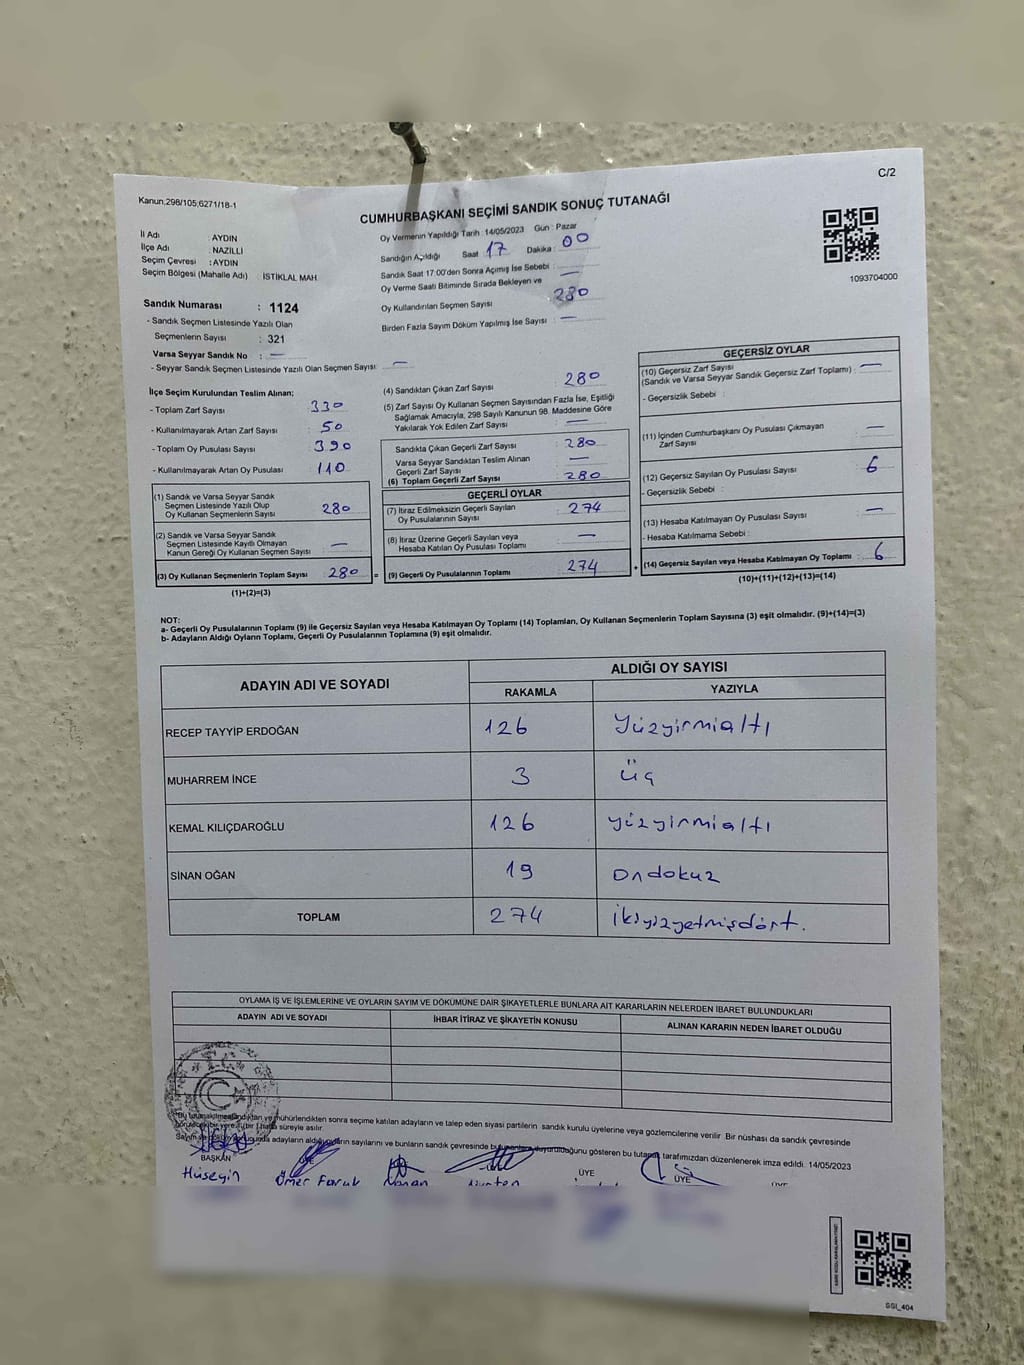 C/2
Kanun,298/105,6271/18-1
CUMHURBAŞKANI SEÇİMİ SANDIK SONUÇ TUTANAĞI
İl Adı : AYDIN
İlçe Adı : NAZİLLİ
Seçim Çevresi : AYDIN
Seçim Bölgesi (Mahalle Adı) İSTİKLAL MAH.
Sandık Numarası : 1124
- Sandık Seçmen Listesinde Yazılı Olan
Seçmenlerin Sayısı : 321
Varsa Seyyar Sandık No : —
- Seyyar Sandık Seçmen Listesinde Yazılı Olan Seçmen Sayısı: —
Oy Vermenin Yapıldığı Tarih : 14/05/2023 Gün : Pazar
Sandığın Açıldığı Saat 17 Dakika : 00
Sandık Saat 17:00'den Sonra Açımış İse Sebebi : —
Oy Verme Saati Bitiminde Sırada Bekleyen ve
Oy Kullandırılan Seçmen Sayısı 280
Birden Fazla Sayım Döküm Yapılmış İse Sayısı : —
1093704000
İlçe Seçim Kurulundan Teslim Alınan;
- Toplam Zarf Sayısı 330
- Kullanılmayarak Artan Zarf Sayısı : 50
- Toplam Oy Pusulası Sayısı : 390
- Kullanılmayarak Artan Oy Pusulası : 110
(1) Sandık ve Varsa Seyyar Sandık
Seçmen Listesinde Yazılı Olup
Oy Kullanan Seçmenlerin Sayısı : 280
(2) Sandık ve Varsa Seyyar Sandık
Seçmen Listesinde Kayıtlı Olmayan
Kanun Gereği Oy Kullanan Seçmen Sayısı : —
(3) Oy Kullanan Seçmenlerin Toplam Sayısı : 280 =
(1)+(2)=(3)
(4) Sandıktan Çıkan Zarf Sayısı : 280
(5) Zarf Sayısı Oy Kullanan Seçmen Sayısından Fazla İse, Eşitliği
Sağlamak Amacıyla, 298 Sayılı Kanunun 98. Maddesine Göre
Yakılarak Yok Edilen Zarf Sayısı : —
Sandıkta Çıkan Geçerli Zarf Sayısı : 280
Varsa Seyyar Sandıktan Teslim Alınan
Geçerli Zarf Sayısı : —
(6) Toplam Geçerli Zarf Sayısı : 280
GEÇERLİ OYLAR
(7) İtiraz Edilmeksizin Geçerli Sayılan
Oy Pusulalarının Sayısı : 274
(8) İtiraz Üzerine Geçerli Sayılan veya
Hesaba Katılan Oy Pusulası Toplamı : —
(9) Geçerli Oy Pusulalarının Toplamı : 274 +
GEÇERSİZ OYLAR
(10) Geçersiz Zarf Sayısı
(Sandık ve Varsa Seyyar Sandık Geçersiz Zarf Toplamı) : —
- Geçersizlik Sebebi :
(11) İçinden Cumhurbaşkanı Oy Pusulası Çıkmayan
Zarf Sayısı : —
(12) Geçersiz Sayılan Oy Pusulası Sayısı : 6
- Geçersizlik Sebebi :
(13) Hesaba Katılmayan Oy Pusulası Sayısı : —
- Hesaba Katılmama Sebebi :
(14) Geçersiz Sayılan veya Hesaba Katılmayan Oy Toplamı : 6
(10)+(11)+(12)+(13)=(14)
NOT:
a- Geçerli Oy Pusulalarının Toplamı (9) ile Geçersiz Sayılan veya Hesaba Katılmayan Oy Toplamı (14) Toplamları, Oy Kullanan Seçmenlerin Toplam Sayısına (3) eşit olmalıdır. (9)+(14)=(3)
b- Adayların Aldığı Oyların Toplamı, Geçerli Oy Pusulalarının Toplamına (9) eşit olmalıdır.
ADAYIN ADI VE SOYADI ALDIĞI OY SAYISI
RAKAMLA YAZIYLA
RECEP TAYYİP ERDOĞAN 126 Yüzyirmialtı
MUHARREM İNCE 3 üç
KEMAL KILIÇDAROĞLU 126 yüzyirmialtı
SİNAN OĞAN 19 Ondokuz
TOPLAM 274 ikiyüzyetmişdört.
OYLAMA İŞ VE İŞLEMLERİNE VE OYLARIN SAYIM VE DÖKÜMÜNE DAİR ŞİKAYETLERLE BUNLARA AİT KARARLARIN NELERDEN İBARET BULUNDUKLARI
ADAYIN ADI VE SOYADI İHBAR İTİRAZ VE ŞİKAYETİN KONUSU ALINAN KARARIN NEDEN İBARET OLDUĞU
mühürlendikten sonra seçime katılan adayların ve talep eden siyasi partilerin sandık kurulu üyelerine veya gözlemcilerine verilir. Bir nüshası da sandık çevresinde
süreyle asılır.
adayların aldığı oyların sayılarını ve bunların sandık çevresinde duyurulduğunu gösteren bu tutanak tarafımızdan düzenlenerek imza edildi. 14/05/2023
BAŞKAN ÜYE ÜYE ÜYE
Hüseyin Ömer Faruk
SGI_404